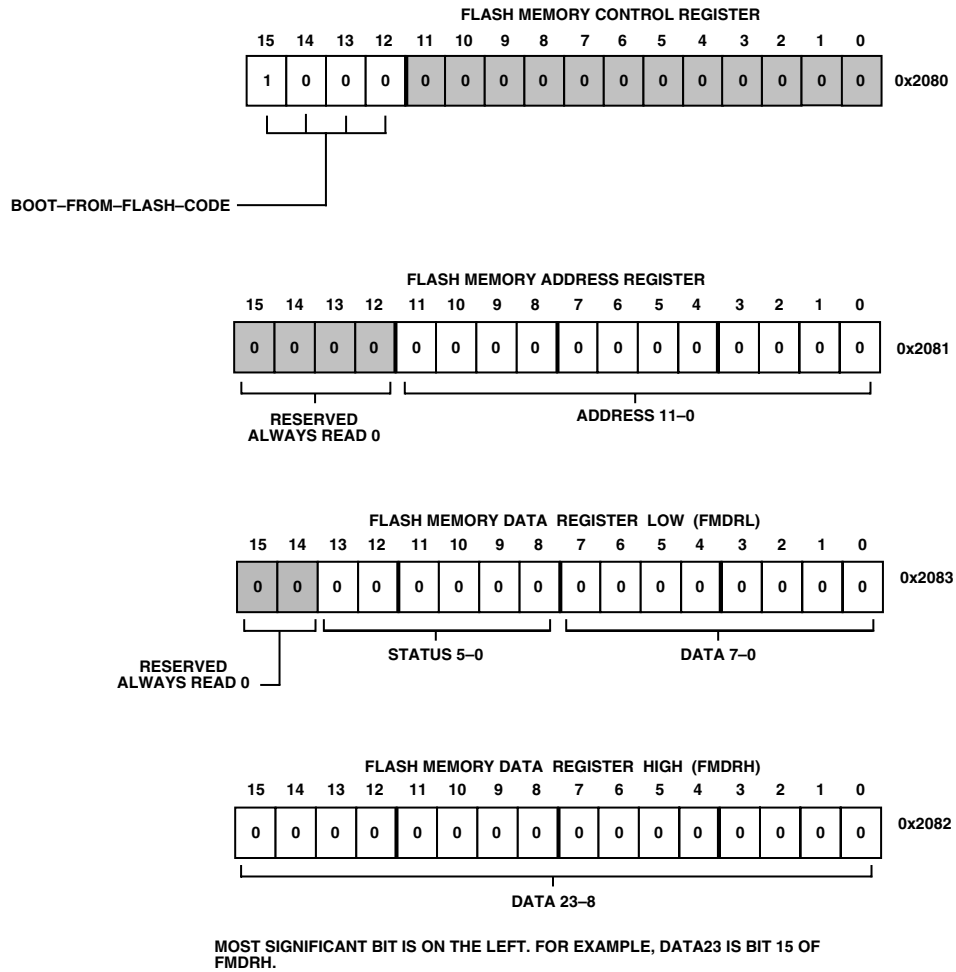 FLASH MEMORY CONTROL REGISTER
15 14 13 12 11 10 9 8 7 6 5 4 3 2 1 0
1 0 0 0 0 0 0 0 0 0 0 0 0 0 0 0 0x2080
BOOT–FROM–FLASH–CODE
FLASH MEMORY ADDRESS REGISTER
15 14 13 12 11 10 9 8 7 6 5 4 3 2 1 0
0 0 0 0 0 0 0 0 0 0 0 0 0 0 0 0 0x2081
RESERVED
ALWAYS READ 0
ADDRESS 11–0
FLASH MEMORY DATA REGISTER LOW (FMDRL)
15 14 13 12 11 10 9 8 7 6 5 4 3 2 1 0
0 0 0 0 0 0 0 0 0 0 0 0 0 0 0 0 0x2083
STATUS 5–0 DATA 7–0
RESERVED
ALWAYS READ 0
FLASH MEMORY DATA REGISTER HIGH (FMDRH)
15 14 13 12 11 10 9 8 7 6 5 4 3 2 1 0
0 0 0 0 0 0 0 0 0 0 0 0 0 0 0 0 0x2082
DATA 23–8
MOST SIGNIFICANT BIT IS ON THE LEFT. FOR EXAMPLE, DATA23 IS BIT 15 OF
FMDRH.